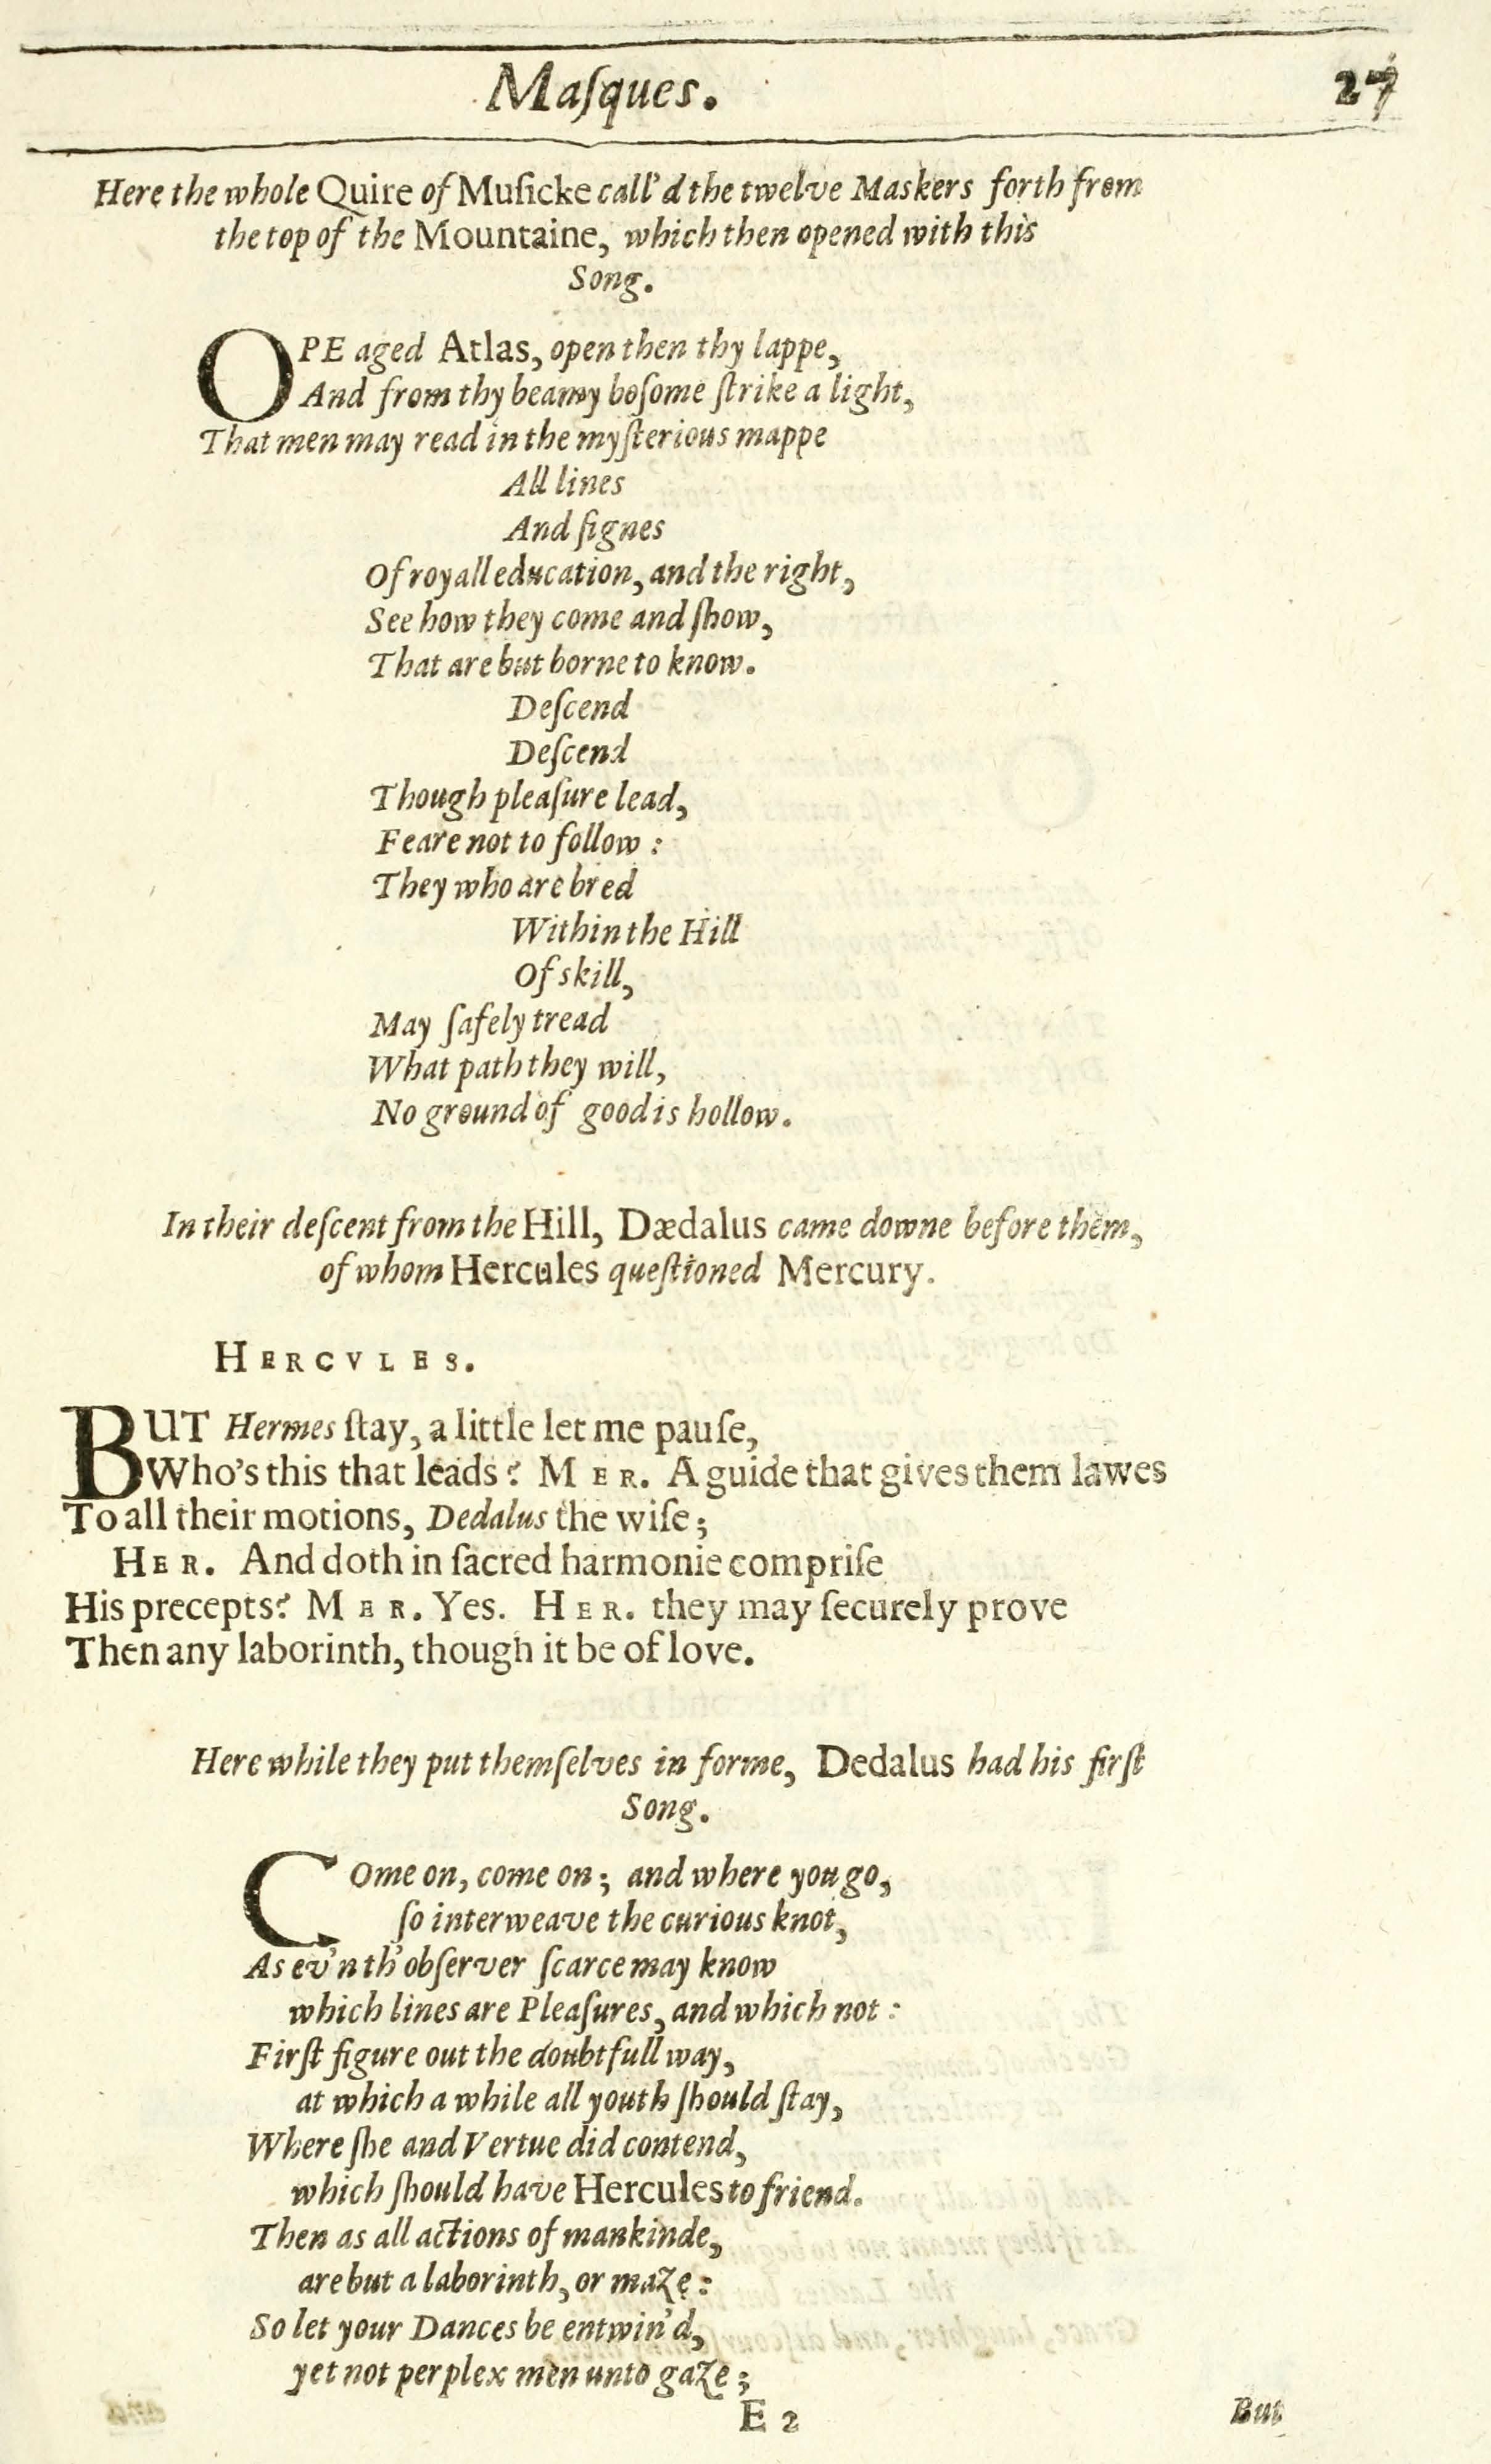 Maſques. 27
Here the whole Quire of Muſicke call'd the twelve Maskers forth from
the top of the Mountaine, which then opened with this
Song.
OPE aged Atlas, open then thy lappe,
And from thy beamy boſome ſtrike a light,
That men may read in the myſterious mappe
All lines
And ſignes
Of royall education, and the right,
See how they come and ſhow,
That are but borne to know.
Deſcend
Deſcend
Though pleaſure lead,
Feare not to follow :
They who are bred
Within the Hill
Of skill,
May ſafely tread
What path they will,
No ground of good is hollow.
In their deſcent from the Hill, Dædalus came downe before them,
of whom Hercules queſtioned Mercury.
HERCVLES.
BUT Hermes ſtay, a little let me pauſe,
Who's this that leads? MER. A guide that gives them lawes
To all their motions, Dedalus the wiſe;
HER. And doth in ſacred harmonie compriſe
His precepts? MER. Yes. HER. they may ſecurely prove
Then any laborinth, though it be of love.
Here while they put themſelves in forme, Dedalus had his firſt
Song.
COme on, come on; and where you go,
ſo interweave the curious knot,
As ev'n th' obſerver ſcarce may know
which lines are Pleaſures, and which not :
Firſt figure out the doubtfull way,
at which a while all youth ſhould ſtay,
Where ſhe and Vertue did contend,
which ſhould have Hercules to friend.
Then as all actions of mankinde,
are but a laborinth, or maze :
So let your Dances be entwin'd,
yet not perplex men unto gaze;
E 2
But